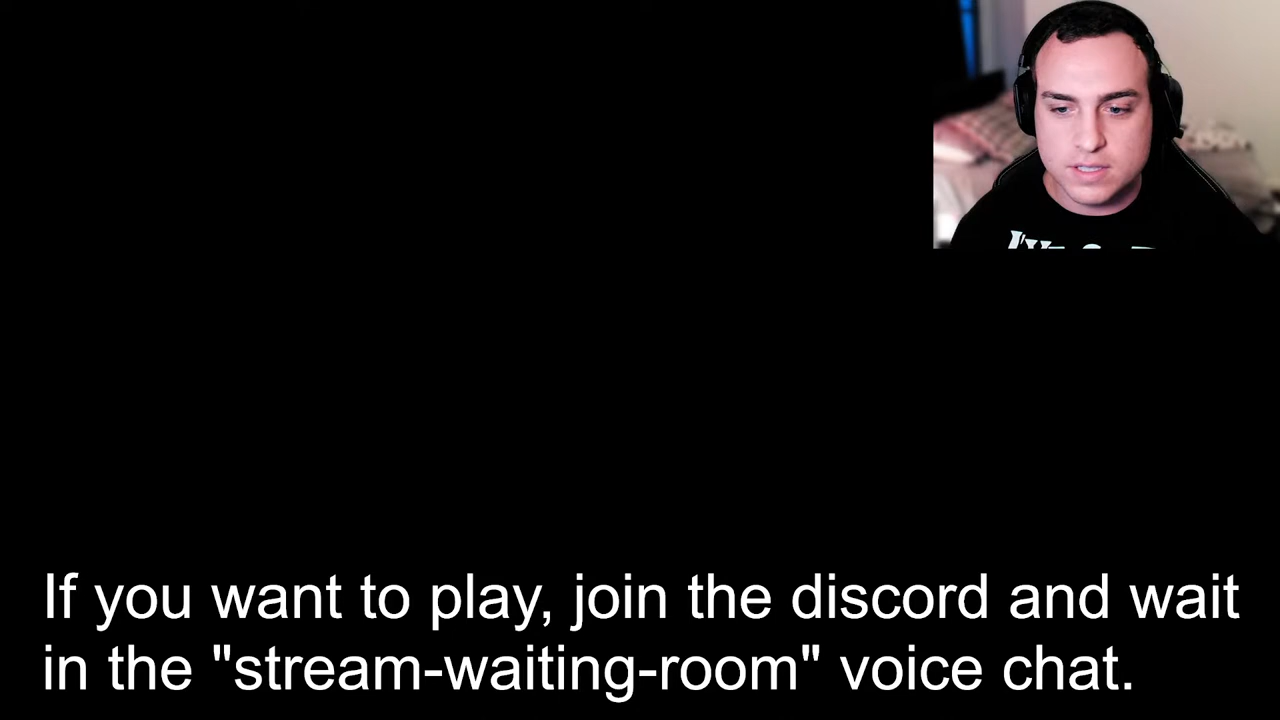 If you want to play, join the discord and wait
in the "stream-waiting-room" voice chat.